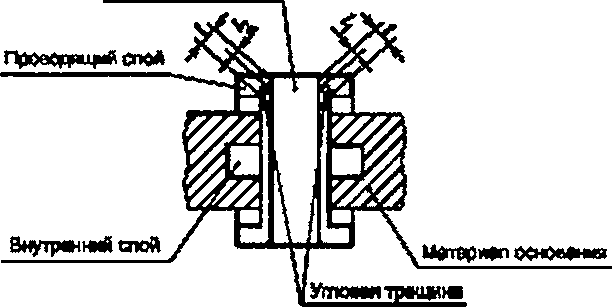 Проводящий слой
Внутренний слой
Материал основания
Угловая трещина